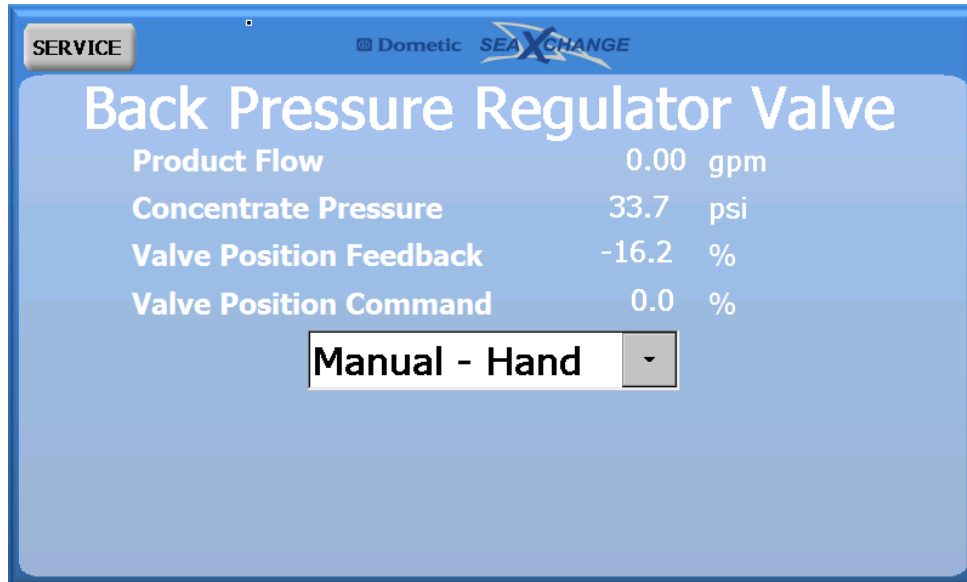 SERVICE
Dometic SEAXCHANGE
Back Pressure Regulator Valve
Product Flow 0.00 gpm
Concentrate Pressure 33.7 psi
Valve Position Feedback -16.2 %
Valve Position Command 0.0 %
Manual - Hand